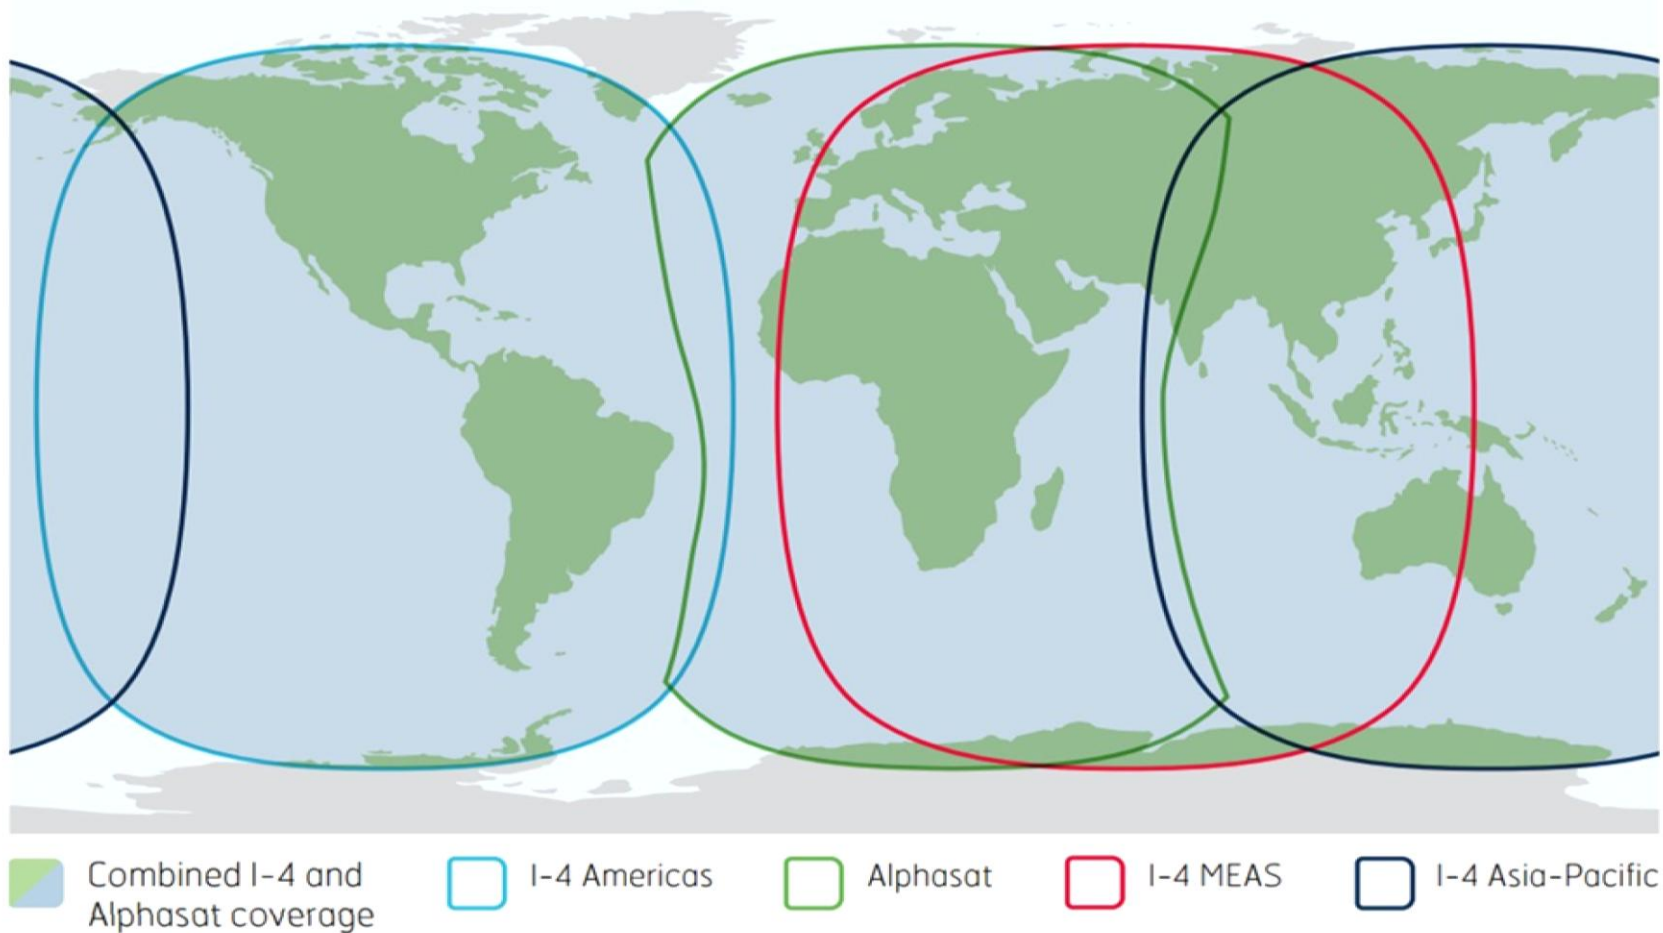 Combined I-4 and
Alphasat coverage
I-4 Americas
Alphasat
I-4 MEAS
I-4 Asia-Pacific